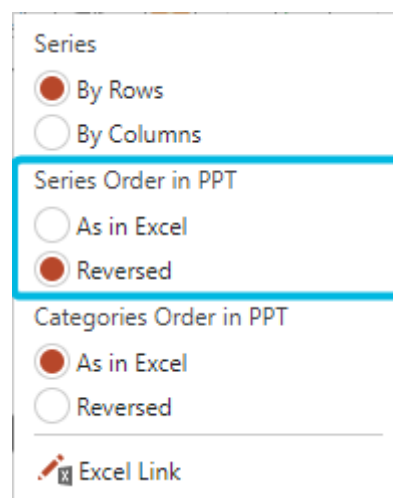 Series
By Rows
By Columns
Series Order in PPT
As in Excel
Reversed
Categories Order in PPT
As in Excel
Reversed
Excel Link